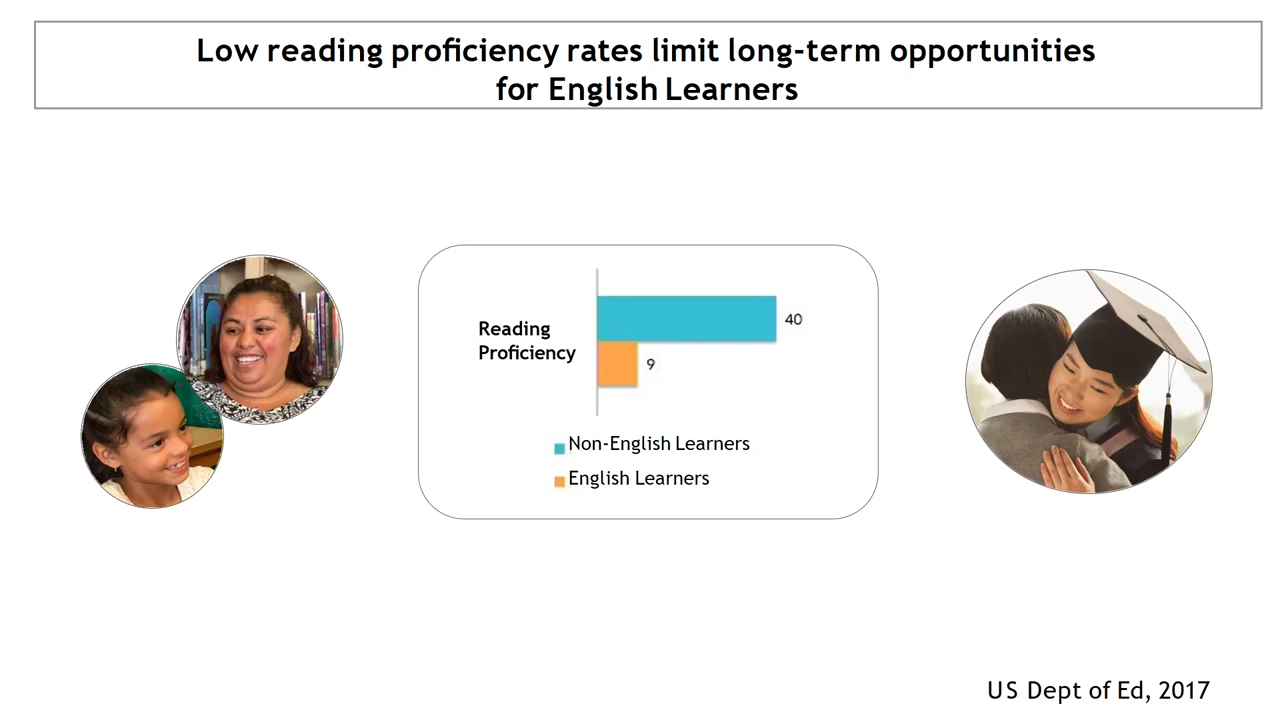 Low reading proficiency rates limit long-term opportunities
for English Learners
Reading
Proficiency
40
9
Non-English Learners
English Learners
US Dept of Ed, 2017